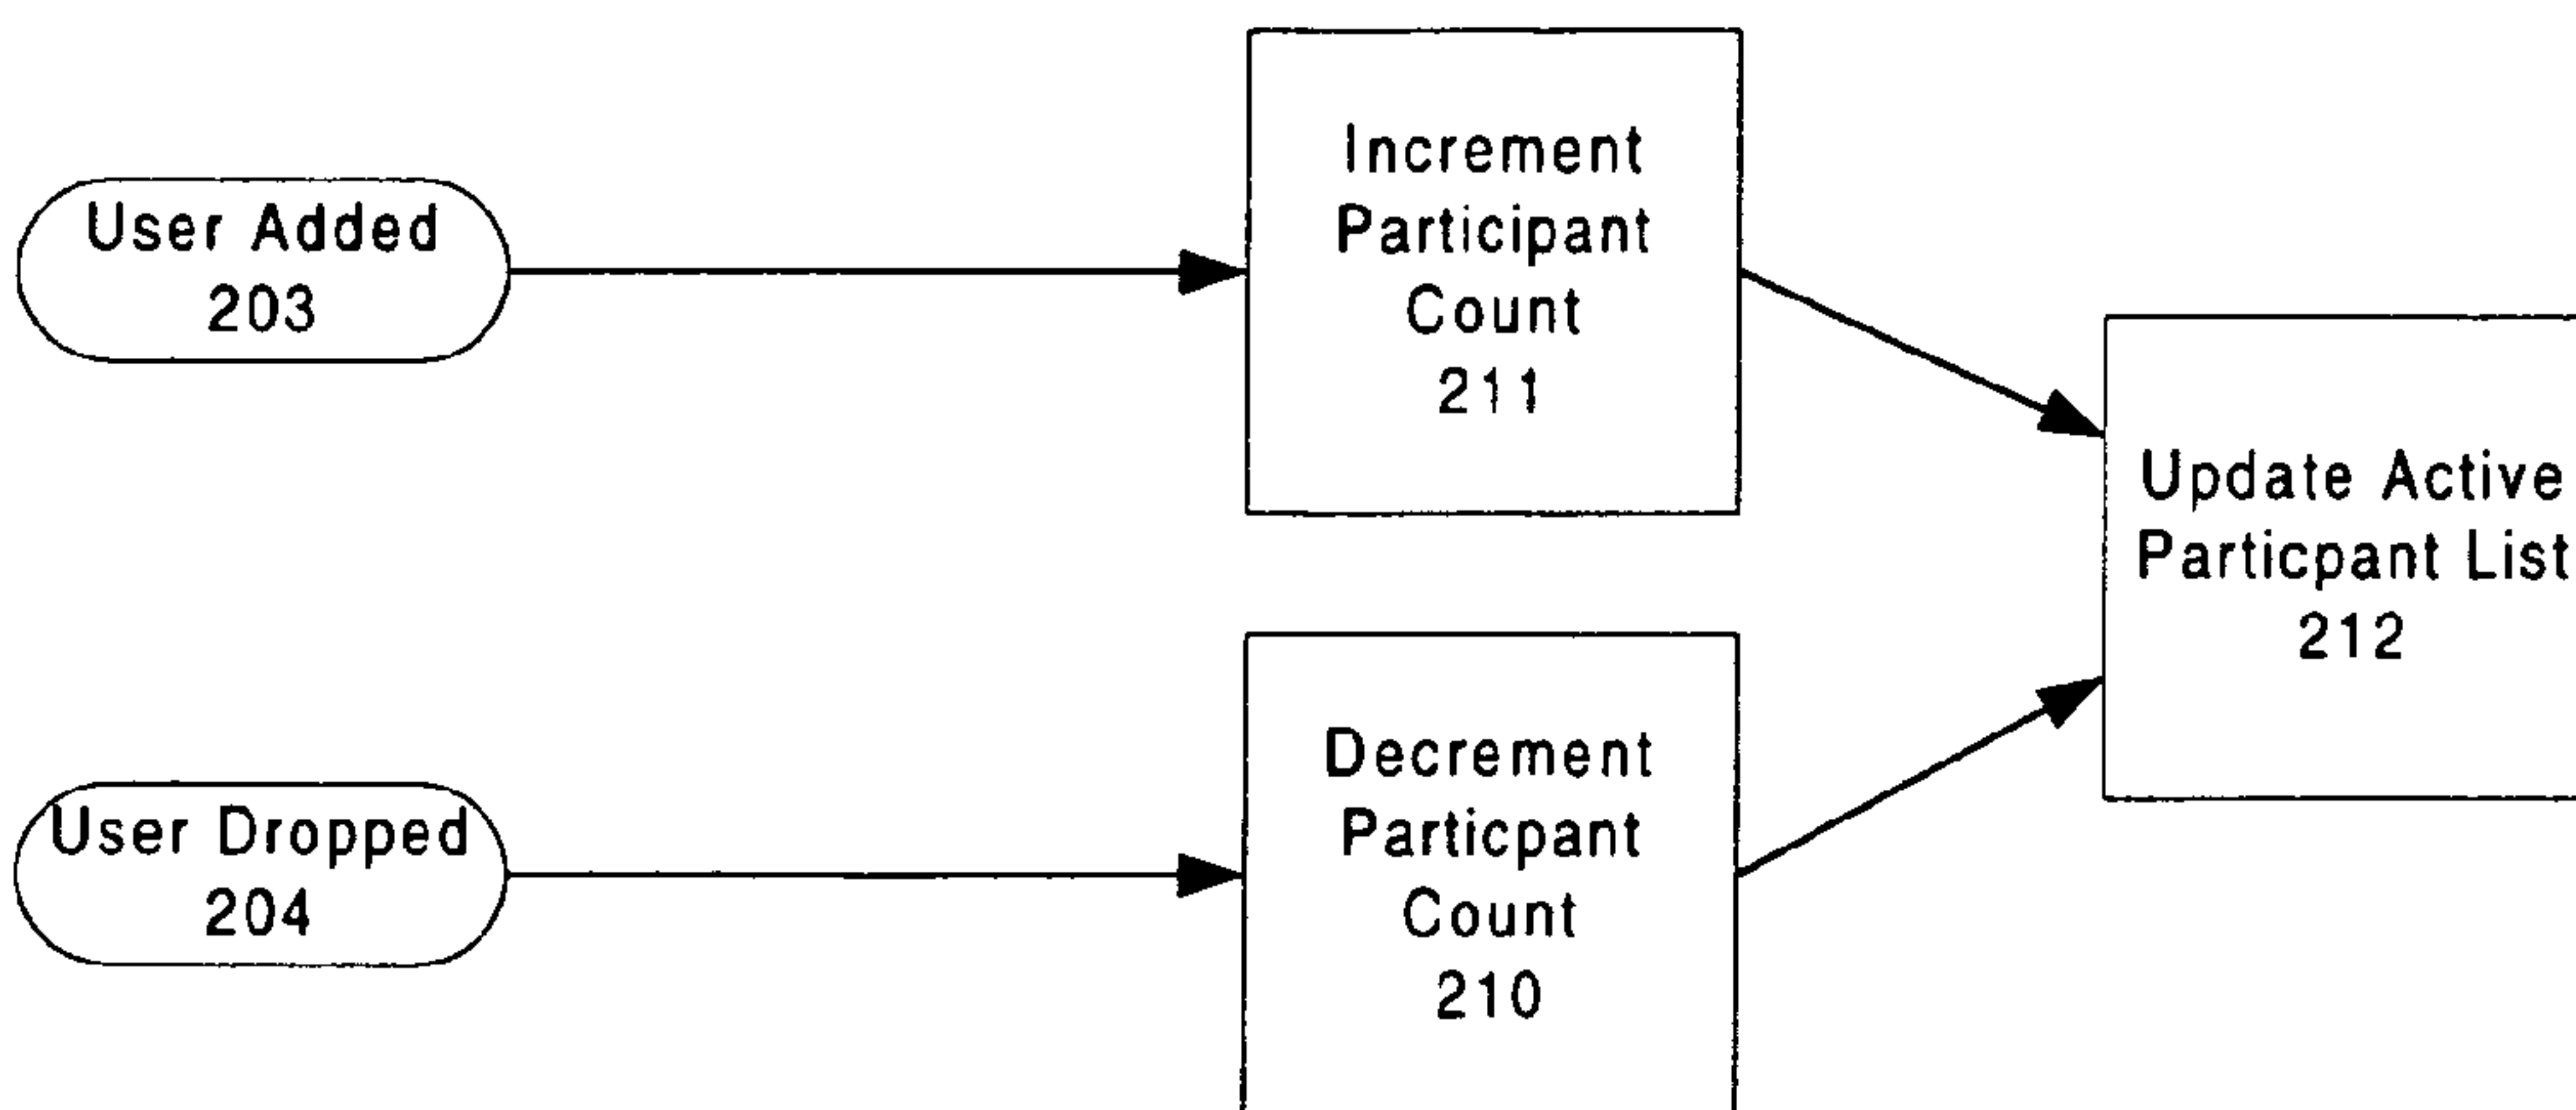 User Added
203
Increment
Participant
Count
211
Update Active
Particpant List
212
User Dropped
204
Decrement
Particpant
Count
210